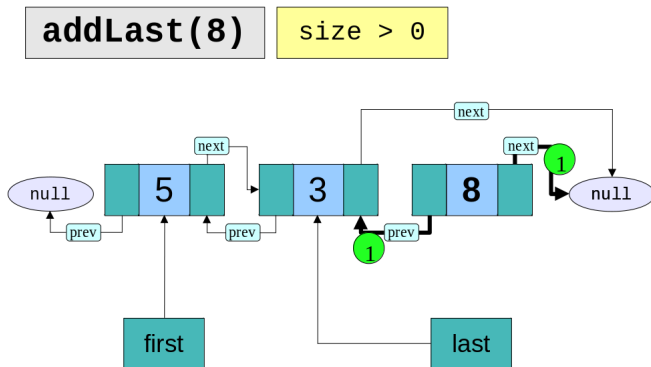 addLast(8)
size > 0
next
next
next
1
null
5
3
8
null
prev
prev
prev
1
first
last